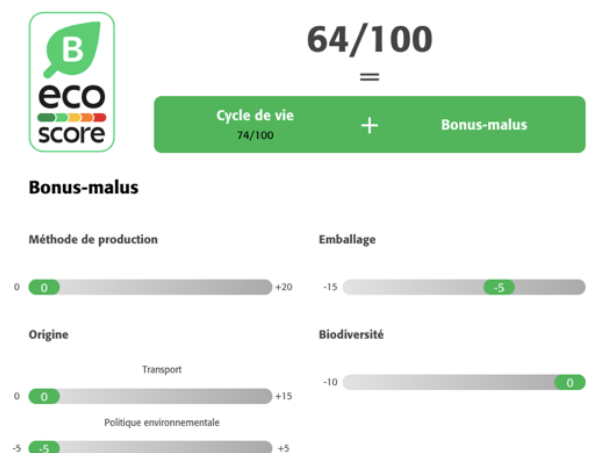 B
eco
score
64/100
=
Cycle de vie
74/100
+
Bonus-malus
Bonus-malus
Méthode de production
0 0 +20
Emballage
-15 -5
Origine
Transport
0 0 +15
Politique environnementale
-5 -5 +5
Biodiversité
-10 0